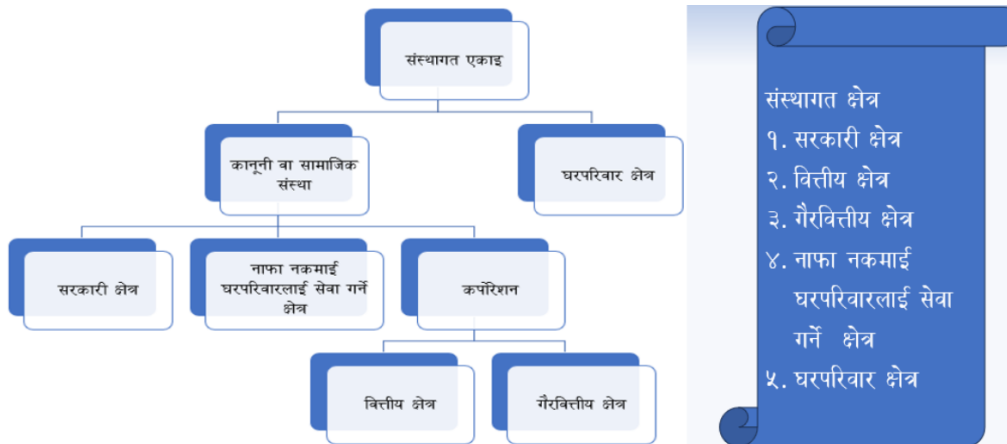 संस्थागत एकाइ
कानूनी वा सामाजिक
संस्था
घरपरिवार क्षेत्र
सरकारी क्षेत्र
नाफा नकमाई
घरपरिवारलाई सेवा गर्ने
क्षेत्र
कर्पोरेशन
वित्तीय क्षेत्र
गैरवित्तीय क्षेत्र
संस्थागत क्षेत्र
१. सरकारी क्षेत्र
२. वित्तीय क्षेत्र
३. गैरवित्तीय क्षेत्र
४. नाफा नकमाई
घरपरिवारलाई सेवा
गर्ने क्षेत्र
५. घरपरिवार क्षेत्र